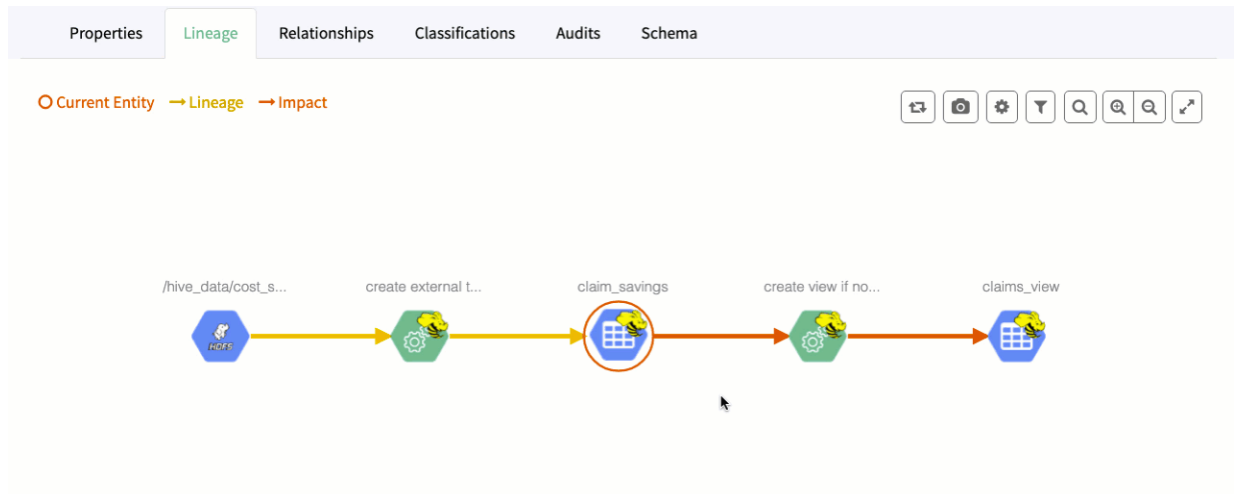 Properties Lineage Relationships Classifications Audits Schema
Current Entity Lineage Impact
/hive_data/cost_s... create external t... claim_savings create view if no... claims_view
HDFS